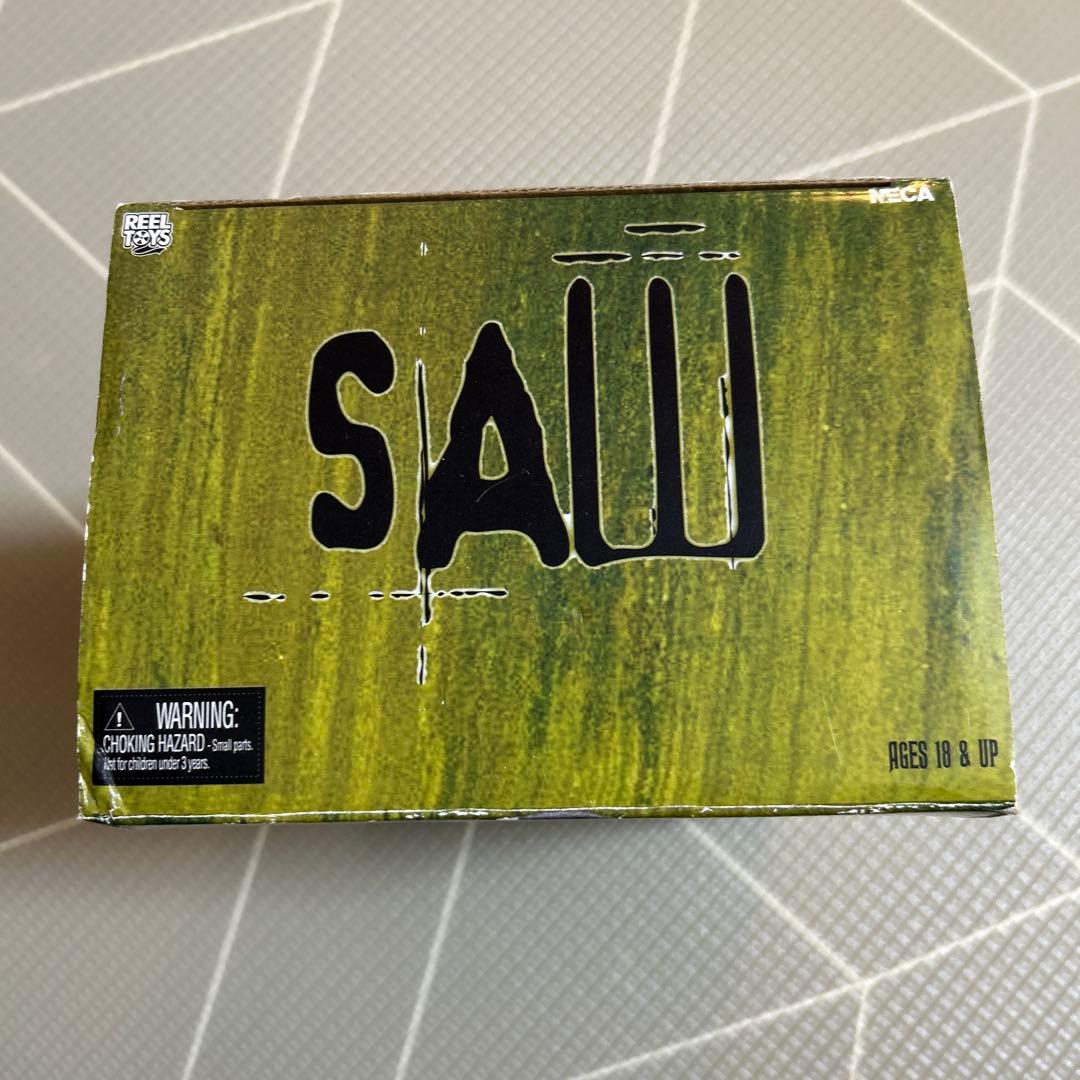 REEL
TOYS
NECA
SAW
WARNING:
CHOKING HAZARD - Small parts.
Not for children under 3 years.
AGES 18 & UP